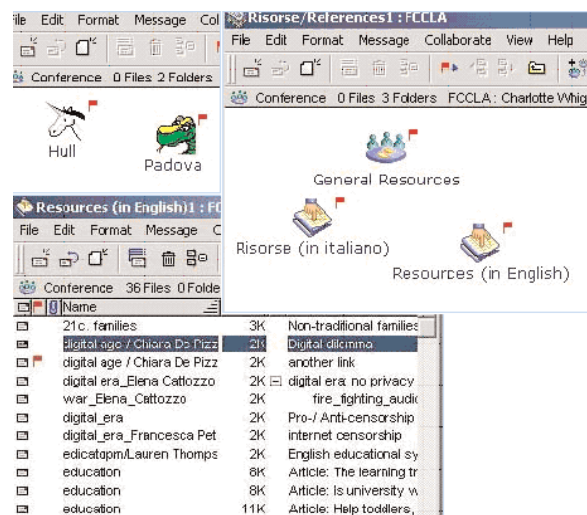 File Edit Format Message Col
Conference 0 Files 2 Folders
Hull
Padova
Risorse/References1 : FCCLA
File Edit Format Message Collaborate View Help
Conference 0 Files 3 Folders FCCLA : Charlotte Whig
General Resources
Risorse (in italiano)
Resources (in English)
Resources (in English)1 : FC
File Edit Format Message C
Conference 36 Files 0 Folde
Name
21c. families 3K Non-traditional families
digital age / Chiara De Pizz 2K Digital dilemma
digital age / Chiara De Pizz 2K another link
digital era_Elena Cattozzo 2K digital era: no privacy
war_Elena_Cattozzo 2K fire_fighting_audio
digital_era 2K Pro-/ Anti-censorship
digital_era_Francesca Pet 2K internet censorship
edicatopm/Lauren Thomps 2K English educational sy
education 8K Article: The learning tr
education 8K Article: Is university w
education 11K Article: Help toddlers,